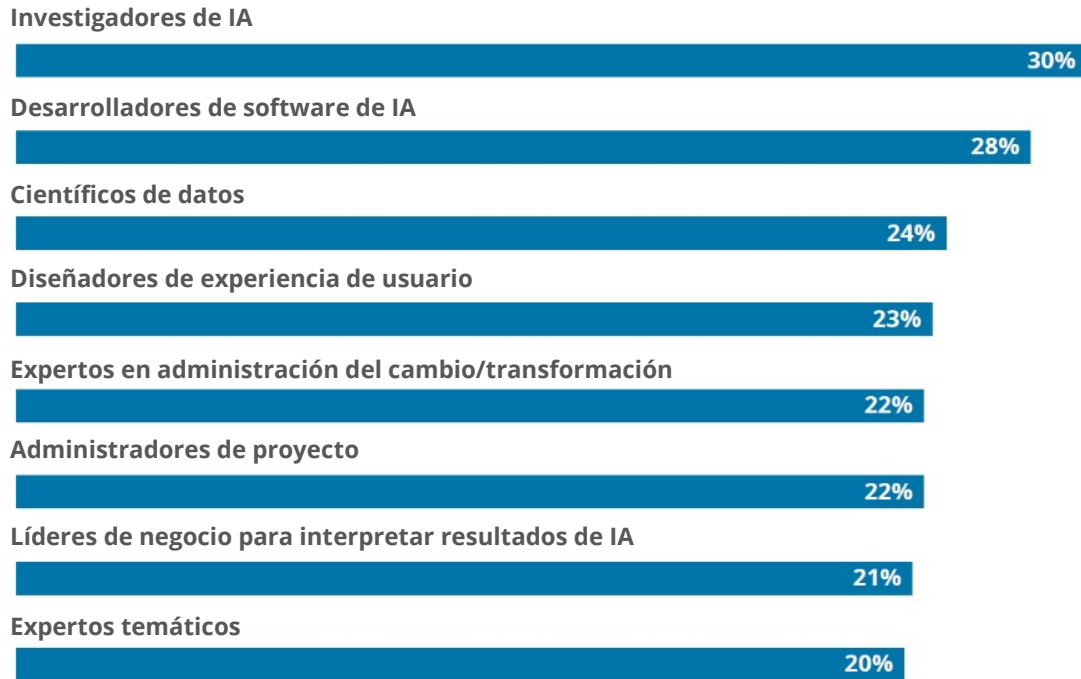 Investigadores de IA
30%
Desarrolladores de software de IA
28%
Científicos de datos
24%
Diseñadores de experiencia de usuario
23%
Expertos en administración del cambio/transformación
22%
Administradores de proyecto
22%
Líderes de negocio para interpretar resultados de IA
21%
Expertos temáticos
20%